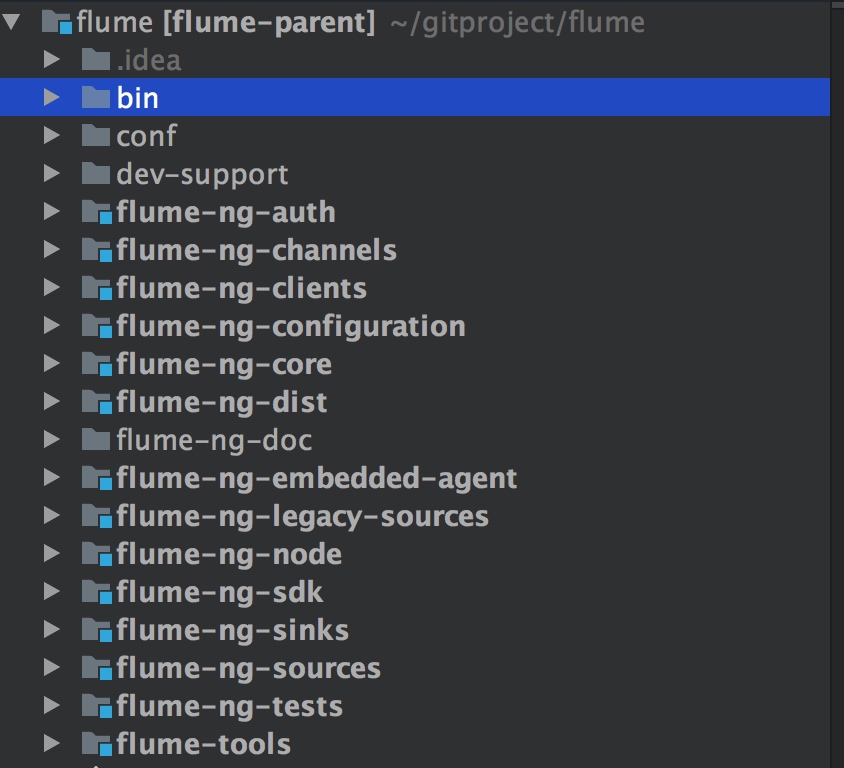 flume [flume-parent] ~/gitproject/flume
.idea
bin
conf
dev-support
flume-ng-auth
flume-ng-channels
flume-ng-clients
flume-ng-configuration
flume-ng-core
flume-ng-dist
flume-ng-doc
flume-ng-embedded-agent
flume-ng-legacy-sources
flume-ng-node
flume-ng-sdk
flume-ng-sinks
flume-ng-sources
flume-ng-tests
flume-tools